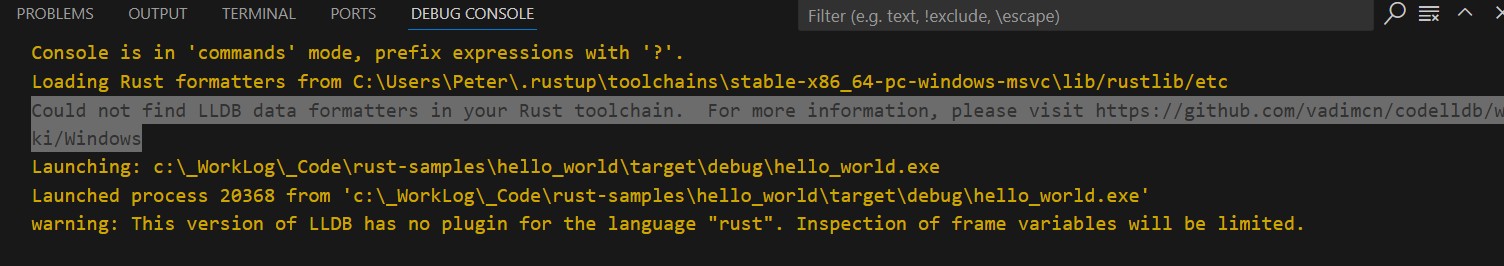 PROBLEMS OUTPUT TERMINAL PORTS DEBUG CONSOLE Filter (e.g. text, !exclude, \escape)
Console is in 'commands' mode, prefix expressions with '?'.
Loading Rust formatters from C:\Users\Peter\.rustup\toolchains\stable-x86_64-pc-windows-msvc\lib/rustlib/etc
Could not find LLDB data formatters in your Rust toolchain.  For more information, please visit https://github.com/vadimcn/codelldb/w
ki/Windows
Launching: c:\_WorkLog\_Code\rust-samples\hello_world\target\debug\hello_world.exe
Launched process 20368 from 'c:\_WorkLog\_Code\rust-samples\hello_world\target\debug\hello_world.exe'
warning: This version of LLDB has no plugin for the language "rust". Inspection of frame variables will be limited.